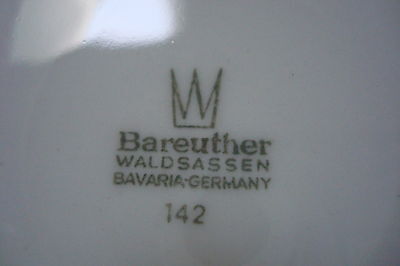 W
Bareuther
WALDSASSEN
BAVARIA-GERMANY
142